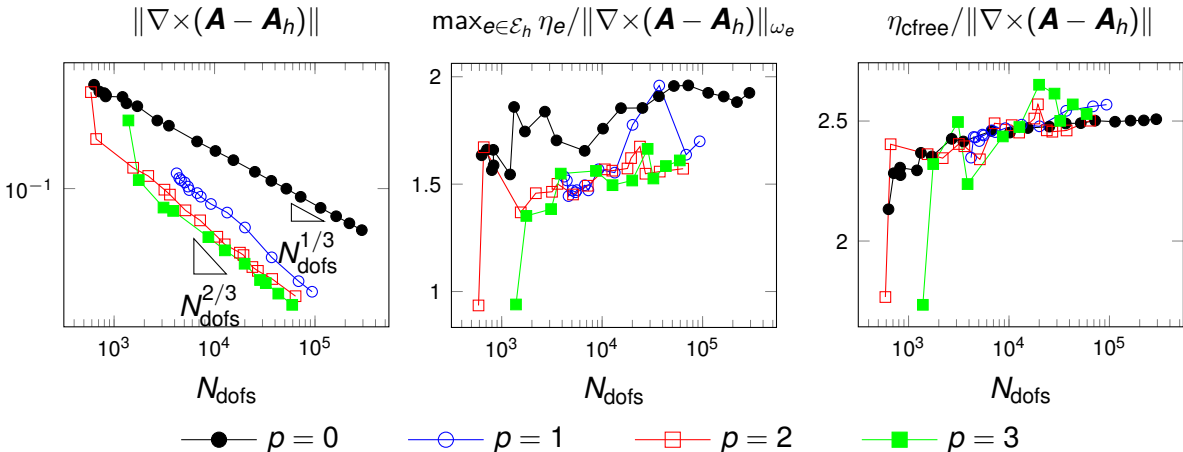 ‖∇×(A − A_h)‖
max_{e∈ℰ_h} η_e/‖∇×(A − A_h)‖_{ω_e}
η_cfree/‖∇×(A − A_h)‖
10^{−1}
N_dofs^{1/3}
N_dofs^{2/3}
10^3 10^4 10^5
N_dofs
2
1.5
1
10^3 10^4 10^5
N_dofs
2.5
2
10^3 10^4 10^5
N_dofs
p = 0 p = 1 p = 2 p = 3